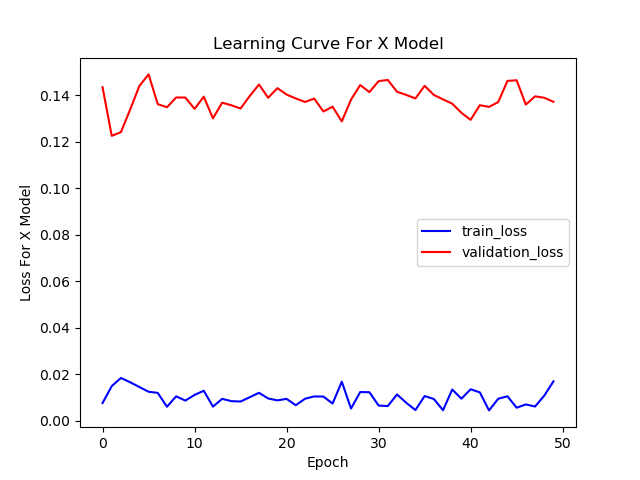 Learning Curve For X Model
Loss For X Model
0.14
0.12
0.10
0.08
0.06
0.04
0.02
0.00
train_loss
validation_loss
0 10 20 30 40 50
Epoch